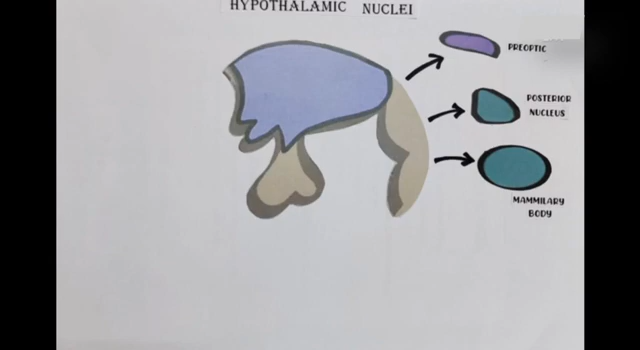 HYPOTHALAMIC NUCLEI
PREOPTIC
POSTERIOR
NUCLEUS
MAMMILARY
BODY